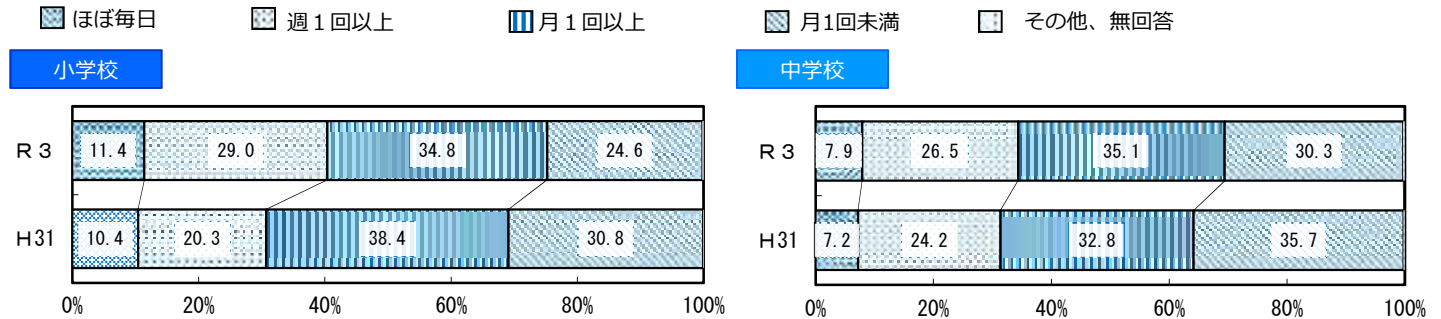 ほぼ毎日 週１回以上 月１回以上 月1回未満 その他、無回答
小学校
R 3 11.4 29.0 34.8 24.6
H31 10.4 20.3 38.4 30.8
0% 20% 40% 60% 80% 100%
中学校
R 3 7.9 26.5 35.1 30.3
H31 7.2 24.2 32.8 35.7
0% 20% 40% 60% 80% 100%